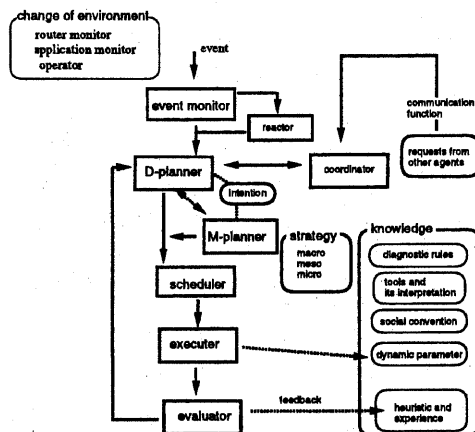 change of environment
router monitor
application monitor
operator
event
event monitor
reactor
communication
function
requests from
other agents
D-planner
coordinator
intention
M-planner
strategy
macro
meso
micro
knowledge
diagnostic rules
tools and
its interpretation
social convention
dynamic parameter
scheduler
executer
evaluator
feedback
heuristic and
experience